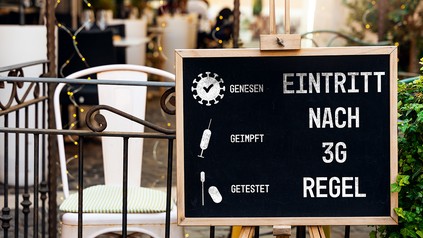 GENESEN
GEIMPFT
GETESTET
EINTRITT
NACH
3G
REGEL